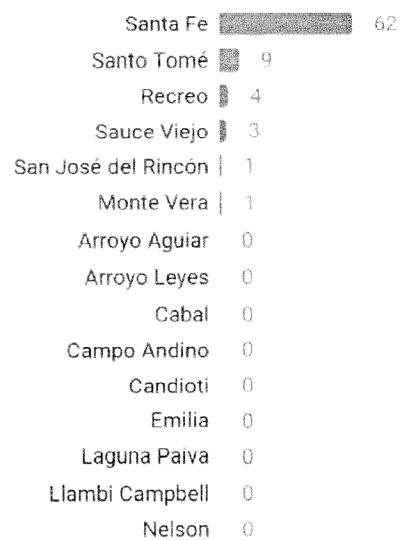 Santa Fe 62
Santo Tomé 9
Recreo 4
Sauce Viejo 3
San José del Rincón 1
Monte Vera 1
Arroyo Aguiar 0
Arroyo Leyes 0
Cabal 0
Campo Andino 0
Candioti 0
Emilia 0
Laguna Paiva 0
Llambi Campbell 0
Nelson 0